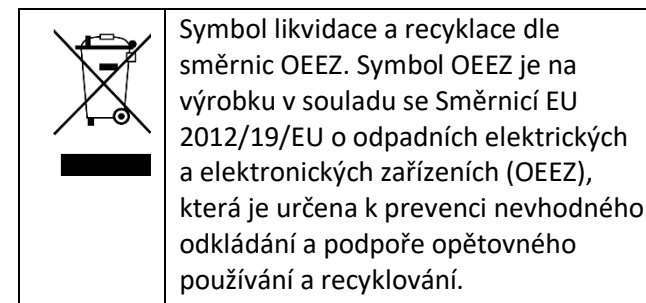 Symbol likvidace a recyklace dle
směrnic OEEZ. Symbol OEEZ je na
výrobku v souladu se Směrnicí EU
2012/19/EU o odpadních elektrických
a elektronických zařízeních (OEEZ),
která je určena k prevenci nevhodného
odkládání a podpoře opětovného
používání a recyklování.